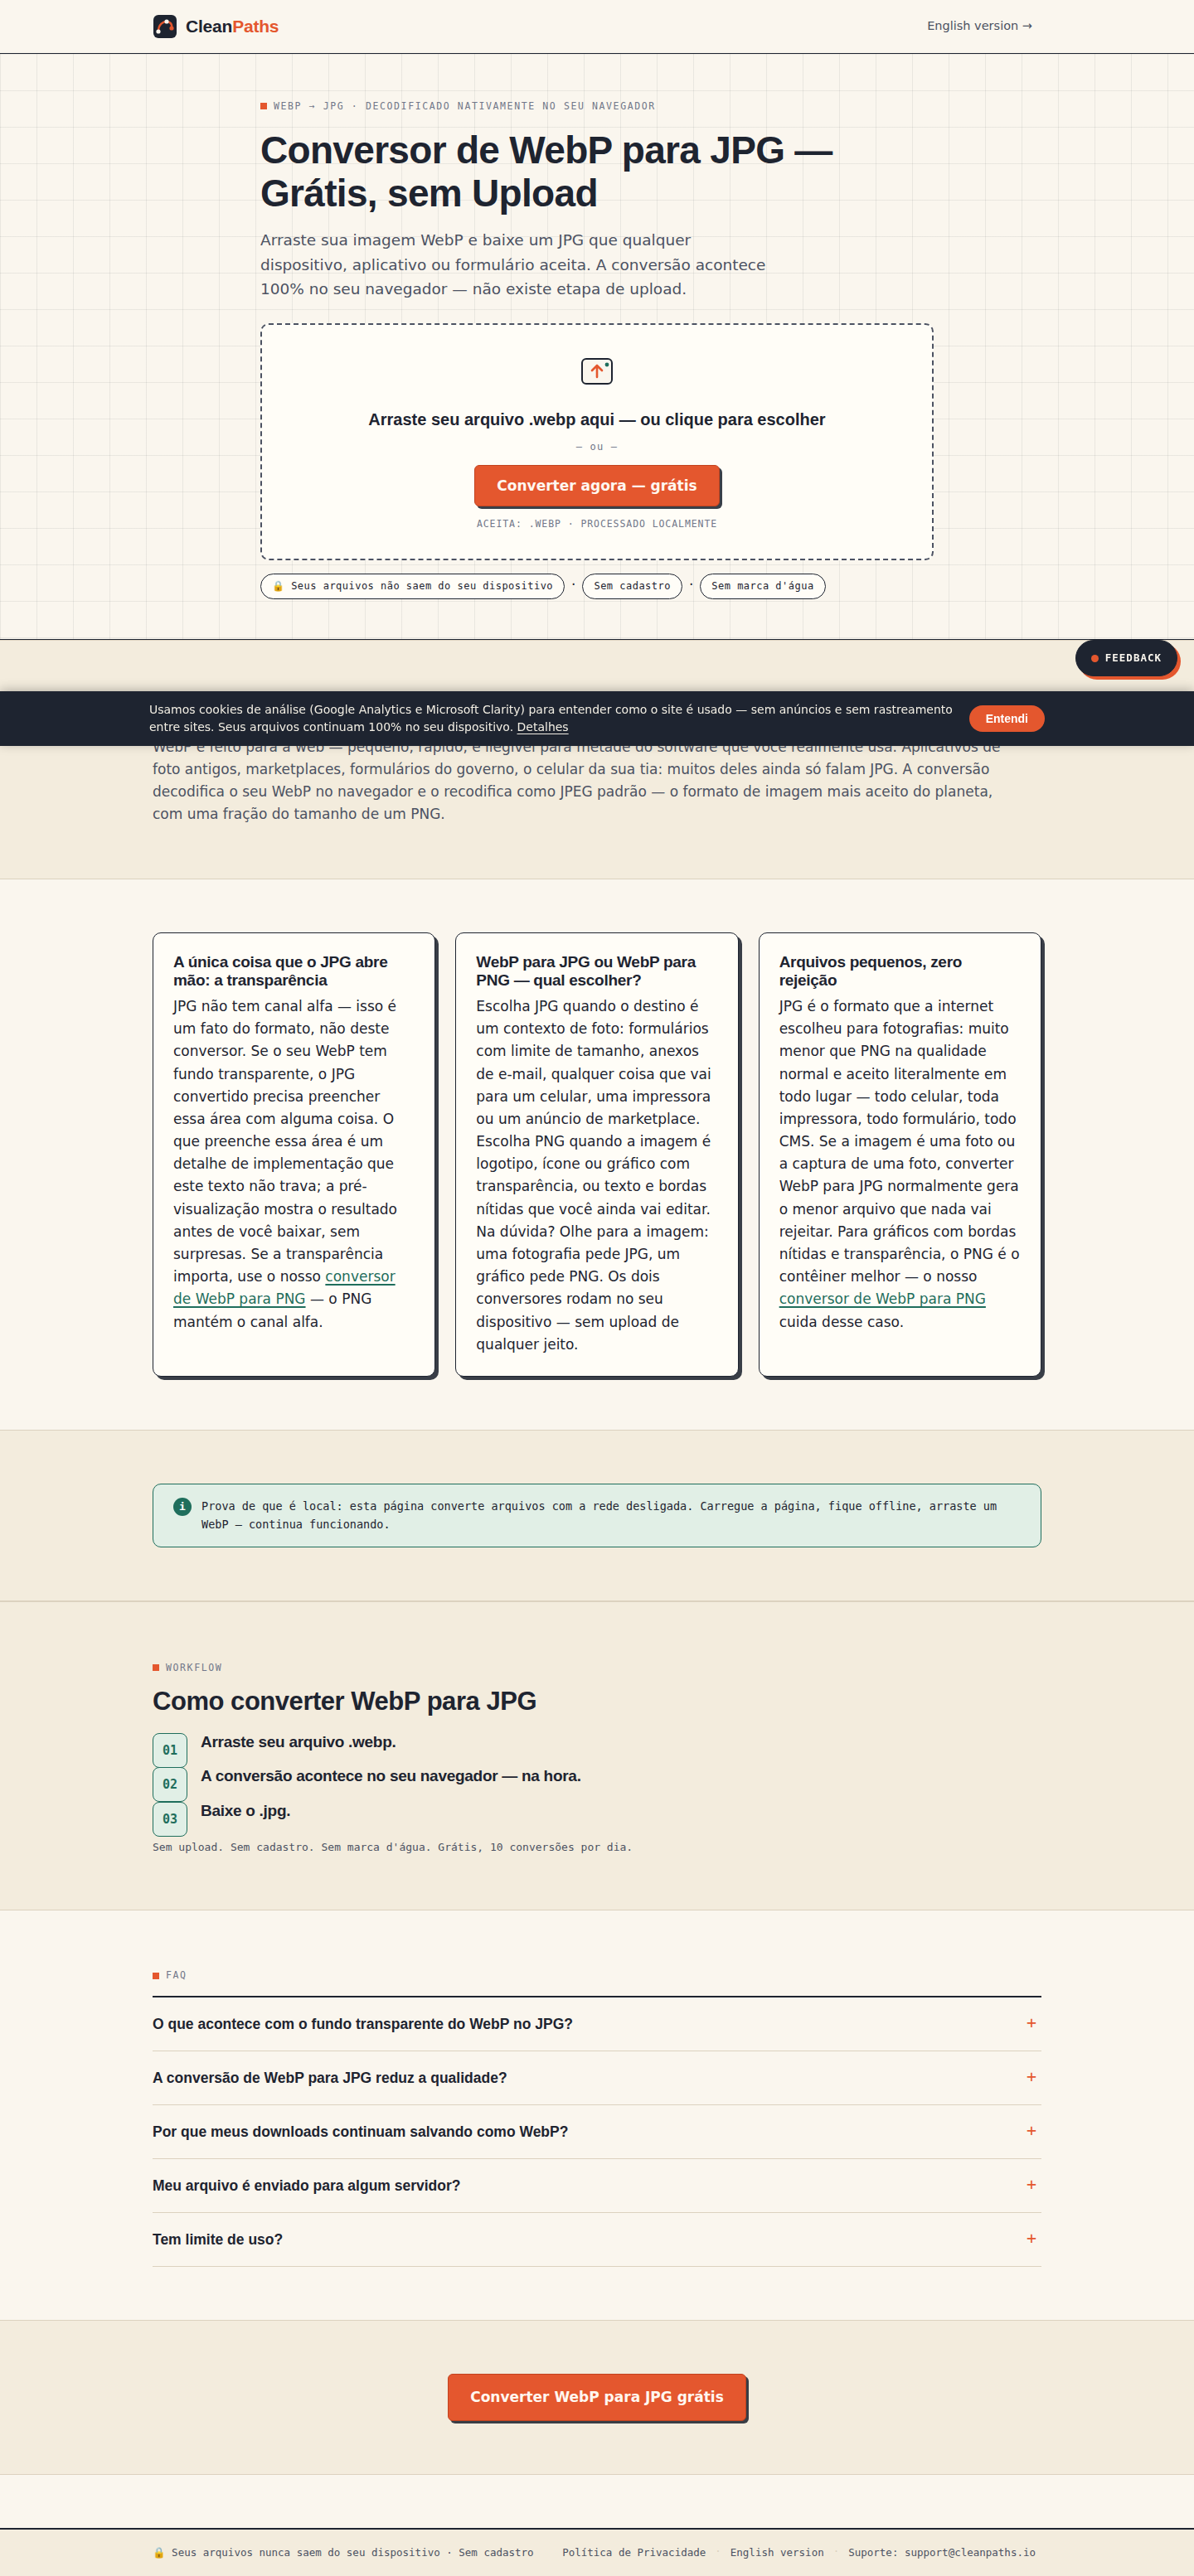 CleanPaths
English version →
WEBP → JPG · DECODIFICADO NATIVAMENTE NO SEU NAVEGADOR
Conversor de WebP para JPG —
Grátis, sem Upload
Arraste sua imagem WebP e baixe um JPG que qualquer
dispositivo, aplicativo ou formulário aceita. A conversão acontece
100% no seu navegador — não existe etapa de upload.
Arraste seu arquivo .webp aqui — ou clique para escolher
— ou —
Converter agora — grátis
ACEITA: .WEBP · PROCESSADO LOCALMENTE
🔒 Seus arquivos não saem do seu dispositivo · Sem cadastro · Sem marca d'água
FEEDBACK
Usamos cookies de análise (Google Analytics e Microsoft Clarity) para entender como o site é usado — sem anúncios e sem rastreamento
entre sites. Seus arquivos continuam 100% no seu dispositivo. Detalhes
Entendi
WebP é feito para a web — pequeno, rápido, e ilegível para metade do software que você realmente usa. Aplicativos de
foto antigos, marketplaces, formulários do governo, o celular da sua tia: muitos deles ainda só falam JPG. A conversão
decodifica o seu WebP no navegador e o recodifica como JPEG padrão — o formato de imagem mais aceito do planeta,
com uma fração do tamanho de um PNG.
A única coisa que o JPG abre
mão: a transparência
JPG não tem canal alfa — isso é
um fato do formato, não deste
conversor. Se o seu WebP tem
fundo transparente, o JPG
convertido precisa preencher
essa área com alguma coisa. O
que preenche essa área é um
detalhe de implementação que
este texto não trava; a pré-
visualização mostra o resultado
antes de você baixar, sem
surpresas. Se a transparência
importa, use o nosso conversor
de WebP para PNG — o PNG
mantém o canal alfa.
WebP para JPG ou WebP para
PNG — qual escolher?
Escolha JPG quando o destino é
um contexto de foto: formulários
com limite de tamanho, anexos
de e-mail, qualquer coisa que vai
para um celular, uma impressora
ou um anúncio de marketplace.
Escolha PNG quando a imagem é
logotipo, ícone ou gráfico com
transparência, ou texto e bordas
nítidas que você ainda vai editar.
Na dúvida? Olhe para a imagem:
uma fotografia pede JPG, um
gráfico pede PNG. Os dois
conversores rodam no seu
dispositivo — sem upload de
qualquer jeito.
Arquivos pequenos, zero
rejeição
JPG é o formato que a internet
escolheu para fotografias: muito
menor que PNG na qualidade
normal e aceito literalmente em
todo lugar — todo celular, toda
impressora, todo formulário, todo
CMS. Se a imagem é uma foto ou
a captura de uma foto, converter
WebP para JPG normalmente gera
o menor arquivo que nada vai
rejeitar. Para gráficos com bordas
nítidas e transparência, o PNG é o
contêiner melhor — o nosso
conversor de WebP para PNG
cuida desse caso.
i
Prova de que é local: esta página converte arquivos com a rede desligada. Carregue a página, fique offline, arraste um
WebP — continua funcionando.
WORKFLOW
Como converter WebP para JPG
01 Arraste seu arquivo .webp.
02 A conversão acontece no seu navegador — na hora.
03 Baixe o .jpg.
Sem upload. Sem cadastro. Sem marca d'água. Grátis, 10 conversões por dia.
FAQ
O que acontece com o fundo transparente do WebP no JPG? +
A conversão de WebP para JPG reduz a qualidade? +
Por que meus downloads continuam salvando como WebP? +
Meu arquivo é enviado para algum servidor? +
Tem limite de uso? +
Converter WebP para JPG grátis
🔒 Seus arquivos nunca saem do seu dispositivo · Sem cadastro
Política de Privacidade · English version · Suporte: support@cleanpaths.io